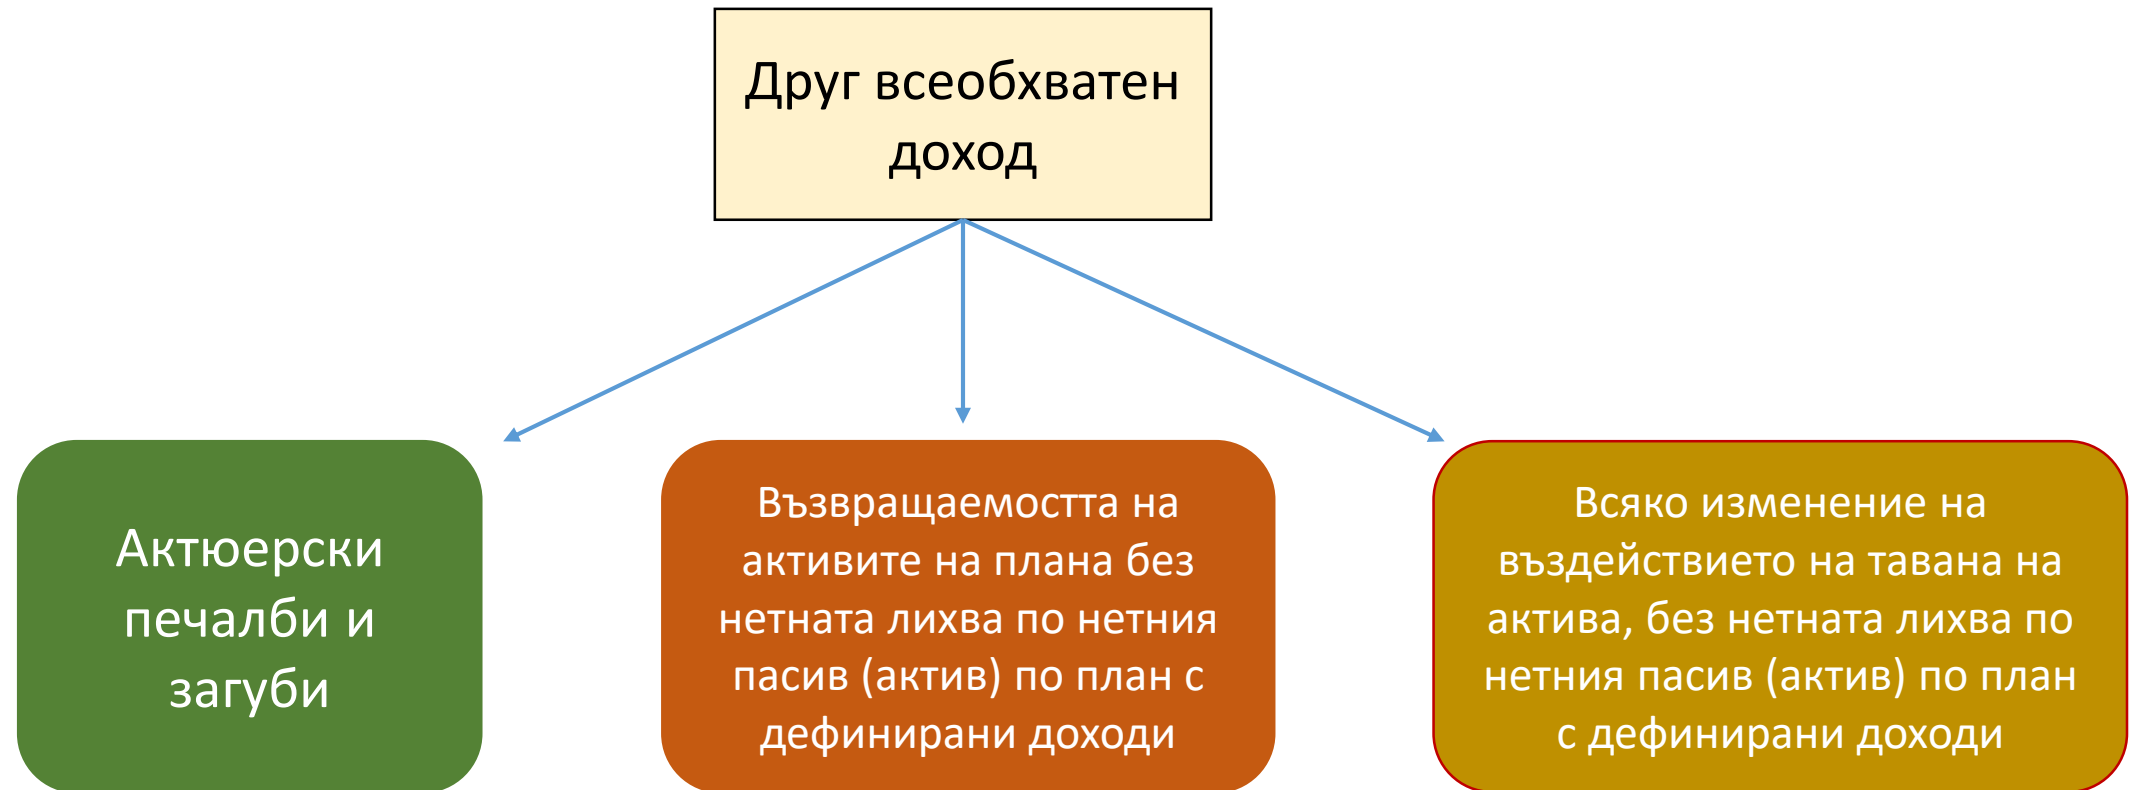 Друг всеобхватен
доход
Актюерски
печалби и
загуби
Възвращаемостта на
активите на плана без
нетната лихва по нетния
пасив (актив) по план с
дефинирани доходи
Всяко изменение на
въздействието на тавана на
актива, без нетната лихва по
нетния пасив (актив) по план
с дефинирани доходи